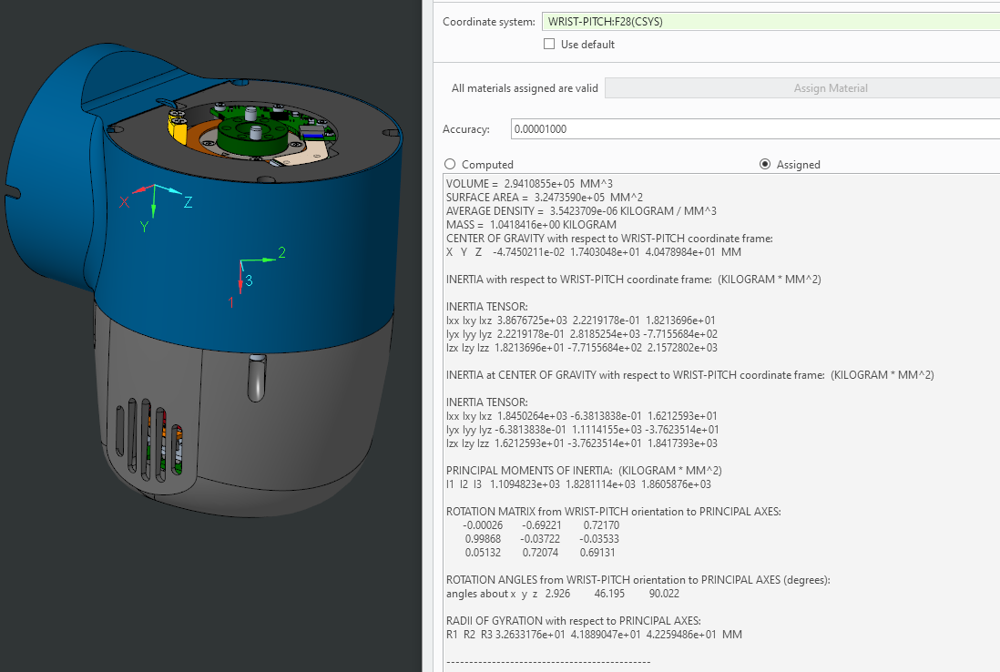 Coordinate system: WRIST-PITCH:F28(CSYS)
Use default
All materials assigned are valid Assign Material
Accuracy: 0.00001000
Computed Assigned
VOLUME = 2.9410855e+05 MM^3
SURFACE AREA = 3.2473590e+05 MM^2
AVERAGE DENSITY = 3.5423709e-06 KILOGRAM / MM^3
MASS = 1.0418416e+00 KILOGRAM
CENTER OF GRAVITY with respect to WRIST-PITCH coordinate frame:
X Y Z -4.7450211e-02 1.7403048e+01 4.0478984e+01 MM
INERTIA with respect to WRIST-PITCH coordinate frame: (KILOGRAM * MM^2)
INERTIA TENSOR:
Ixx Ixy Ixz 3.8676725e+03 2.2219178e-01 1.8213696e+01
Iyx Iyy Iyz 2.2219178e-01 2.8185254e+03 -7.7155684e+02
Izx Izy Izz 1.8213696e+01 -7.7155684e+02 2.1572802e+03
INERTIA at CENTER OF GRAVITY with respect to WRIST-PITCH coordinate frame: (KILOGRAM * MM^2)
INERTIA TENSOR:
Ixx Ixy Ixz 1.8450264e+03 -6.3813838e-01 1.6212593e+01
Iyx Iyy Iyz -6.3813838e-01 1.1114155e+03 -3.7623514e+01
Izx Izy Izz 1.6212593e+01 -3.7623514e+01 1.8417393e+03
PRINCIPAL MOMENTS OF INERTIA: (KILOGRAM * MM^2)
I1 I2 I3 1.1094823e+03 1.8281114e+03 1.8605876e+03
ROTATION MATRIX from WRIST-PITCH orientation to PRINCIPAL AXES:
-0.00026 -0.69221 0.72170
0.99868 -0.03722 -0.03533
0.05132 0.72074 0.69131
ROTATION ANGLES from WRIST-PITCH orientation to PRINCIPAL AXES (degrees):
angles about x y z 2.926 46.195 90.022
RADII OF GYRATION with respect to PRINCIPAL AXES:
R1 R2 R3 3.2633176e+01 4.1889047e+01 4.2259486e+01 MM
---------------------------------------------
X
Z
Y
2
3
1